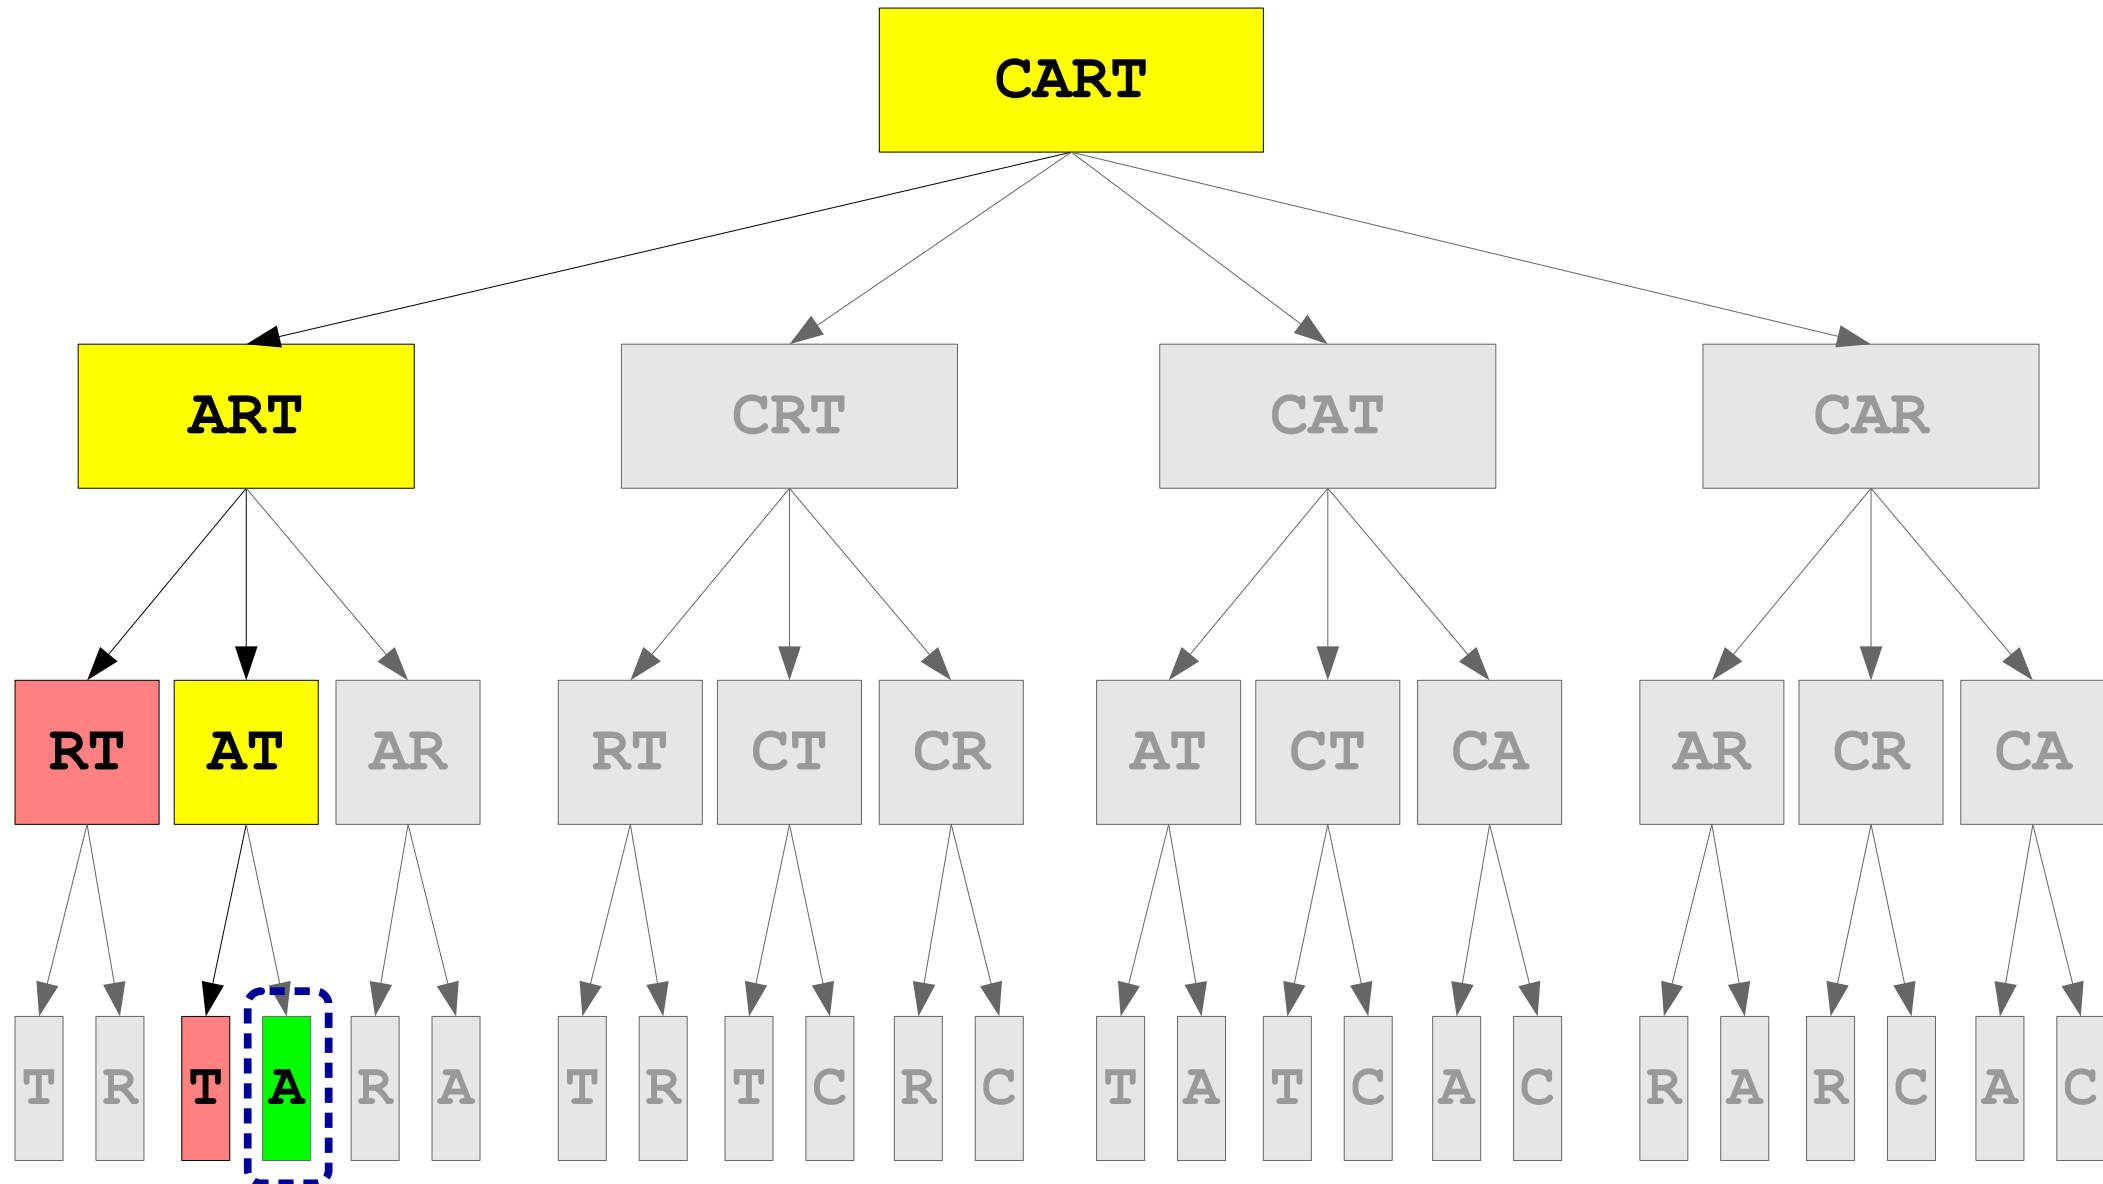 CART
ART CRT CAT CAR
RT AT AR RT CT CR AT CT CA AR CR CA
T R T A R A T R T C R C T A T C A C R A R C A C